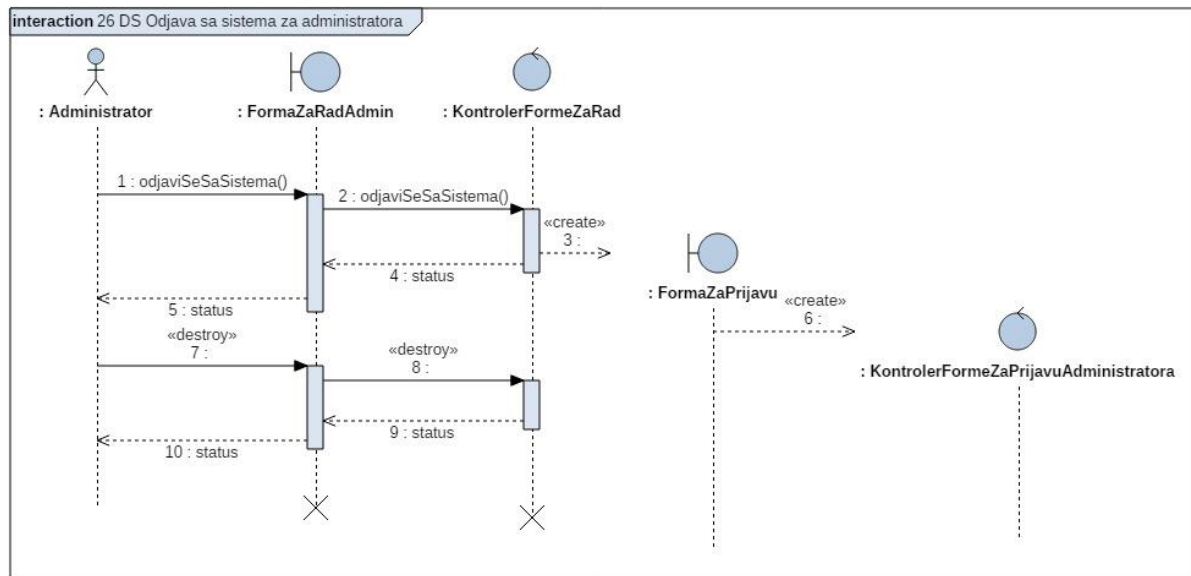 interaction 26 DS Odjava sa sistema za administratora
: Administrator
: FormaZaRadAdmin
: KontrolerFormeZaRad
1 : odjaviSeSaSistema()
2 : odjaviSeSaSistema()
«create»
3 :
4 : status
: FormaZaPrijavu
5 : status
«create»
6 :
«destroy»
7 :
«destroy»
8 :
: KontrolerFormeZaPrijavuAdministratora
9 : status
10 : status